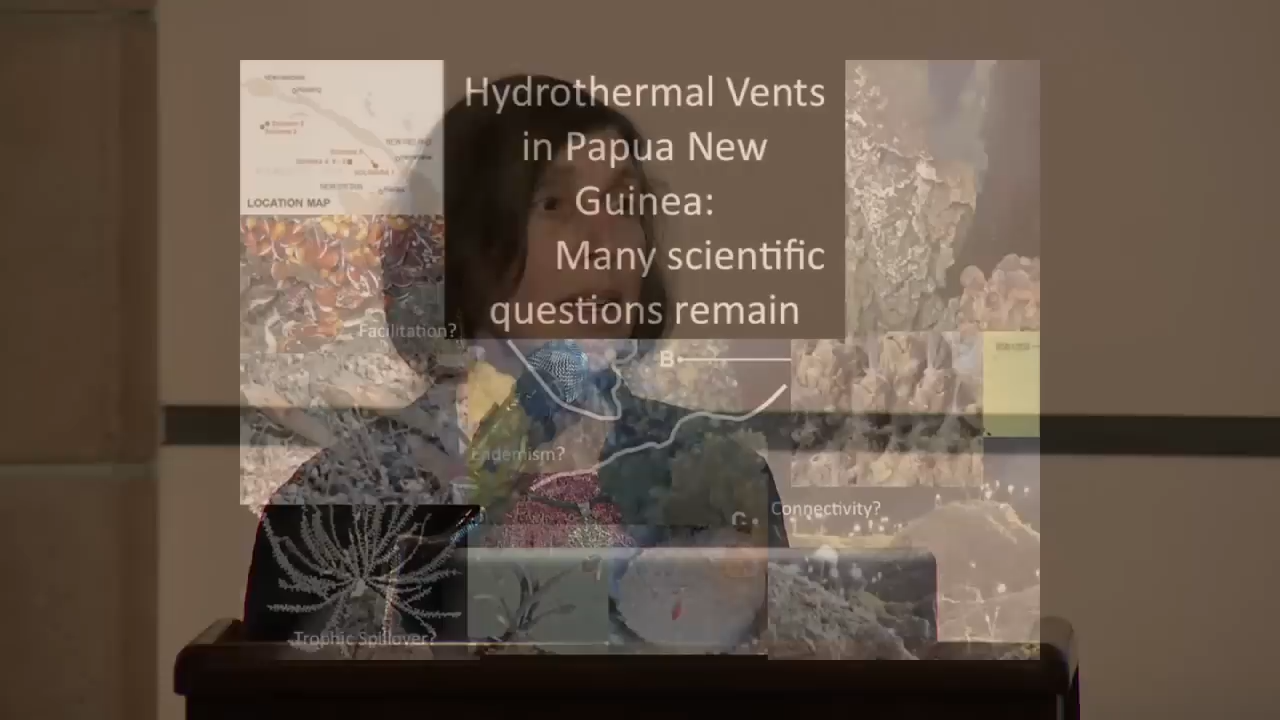 Hydrothermal Vents
in Papua New
Guinea:
Many scientific
questions remain
LOCATION MAP
Facilitation?
B
Endemism?
Connectivity?
C
Trophic Spillover?